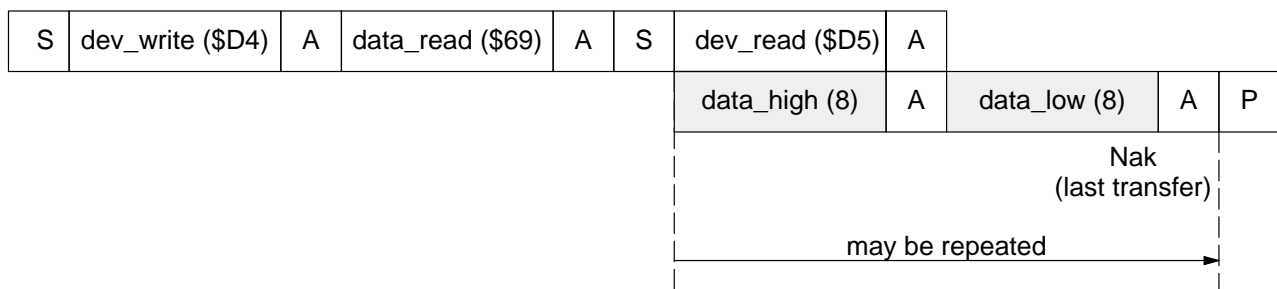 S dev_write ($D4) A data_read ($69) A S dev_read ($D5) A
data_high (8) A data_low (8) A P
Nak
(last transfer)
may be repeated